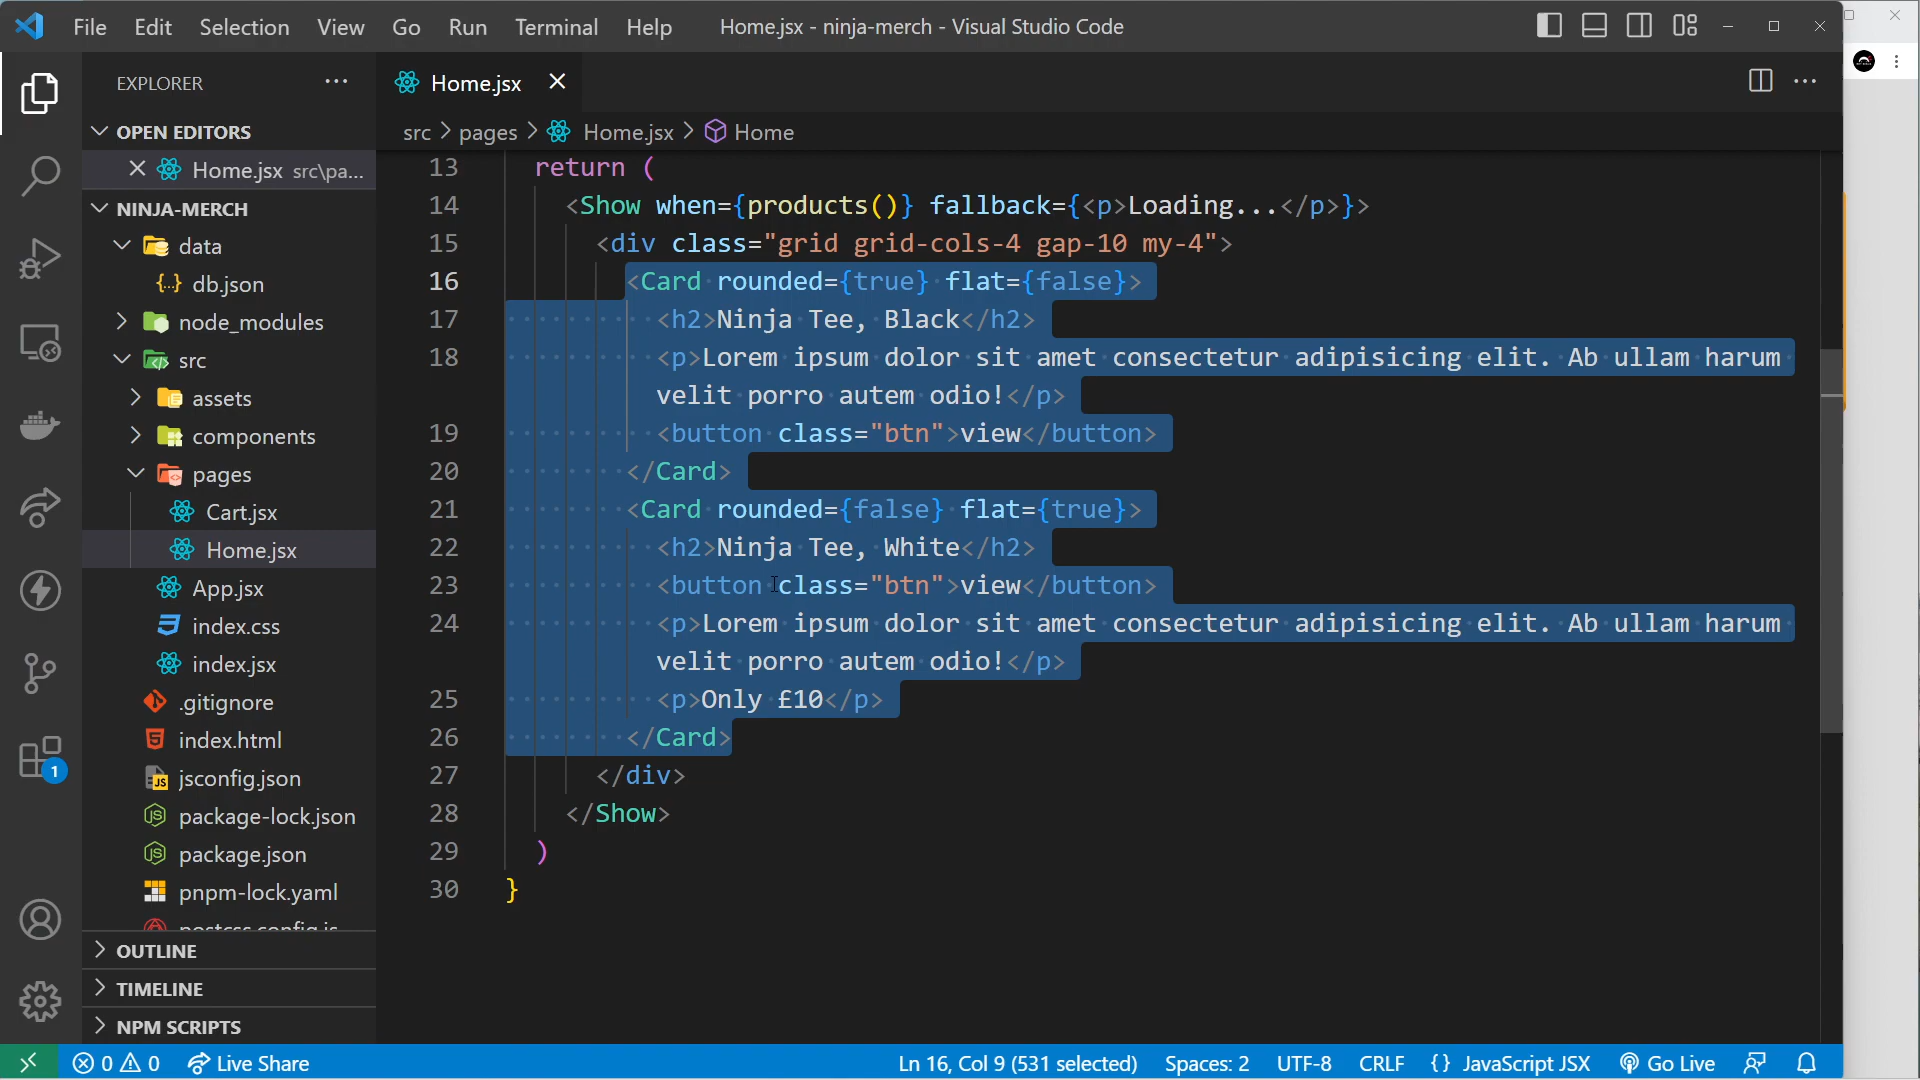 File Edit Selection View Go Run Terminal Help Home.jsx - ninja-merch - Visual Studio Code
EXPLORER
OPEN EDITORS
Home.jsx src\pa...
NINJA-MERCH
data
db.json
node_modules
src
assets
components
pages
Cart.jsx
Home.jsx
App.jsx
index.css
index.jsx
.gitignore
index.html
jsconfig.json
package-lock.json
package.json
pnpm-lock.yaml
postcss.config.js
OUTLINE
TIMELINE
NPM SCRIPTS
1
Home.jsx
src > pages > Home.jsx > Home
13 return (
14 <Show when={products()} fallback={<p>Loading...</p>}>
15 <div class="grid grid-cols-4 gap-10 my-4">
16 <Card rounded={true} flat={false}>
17 <h2>Ninja Tee, Black</h2>
18 <p>Lorem ipsum dolor sit amet consectetur adipisicing elit. Ab ullam harum
velit porro autem odio!</p>
19 <button class="btn">view</button>
20 </Card>
21 <Card rounded={false} flat={true}>
22 <h2>Ninja Tee, White</h2>
23 <button class="btn">view</button>
24 <p>Lorem ipsum dolor sit amet consectetur adipisicing elit. Ab ullam harum
velit porro autem odio!</p>
25 <p>Only £10</p>
26 </Card>
27 </div>
28 </Show>
29 )
30 }
0 0 Live Share Ln 16, Col 9 (531 selected) Spaces: 2 UTF-8 CRLF {} JavaScript JSX Go Live